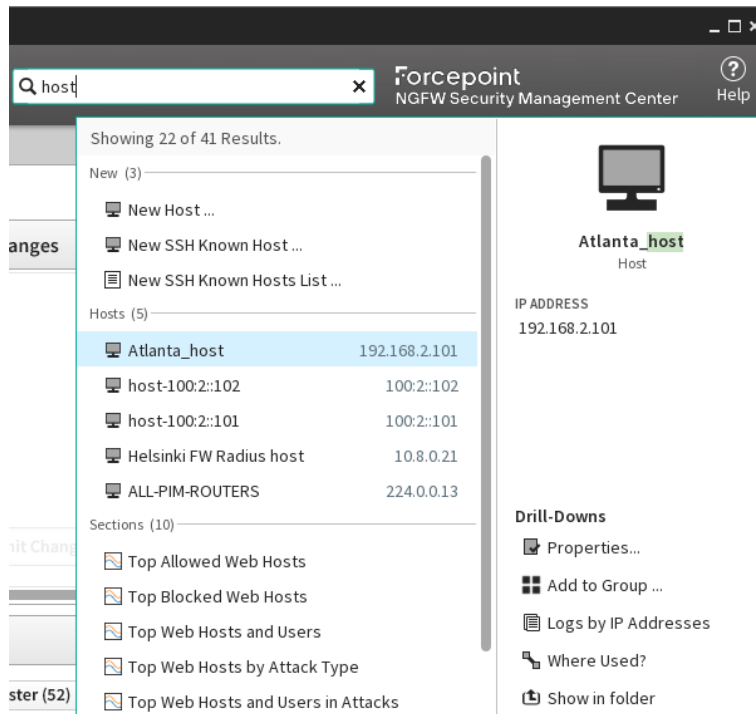 host
Forcepoint
NGFW Security Management Center
Help
Showing 22 of 41 Results.
New (3)
New Host ...
New SSH Known Host ...
New SSH Known Hosts List ...
Hosts (5)
Atlanta_host 192.168.2.101
host-100:2::102 100:2::102
host-100:2::101 100:2::101
Helsinki FW Radius host 10.8.0.21
ALL-PIM-ROUTERS 224.0.0.13
Sections (10)
Top Allowed Web Hosts
Top Blocked Web Hosts
Top Web Hosts and Users
Top Web Hosts by Attack Type
Top Web Hosts and Users in Attacks
Atlanta_host
Host
IP ADDRESS
192.168.2.101
Drill-Downs
Properties...
Add to Group ...
Logs by IP Addresses
Where Used?
Show in folder
anges
nit Chang
ster (52)